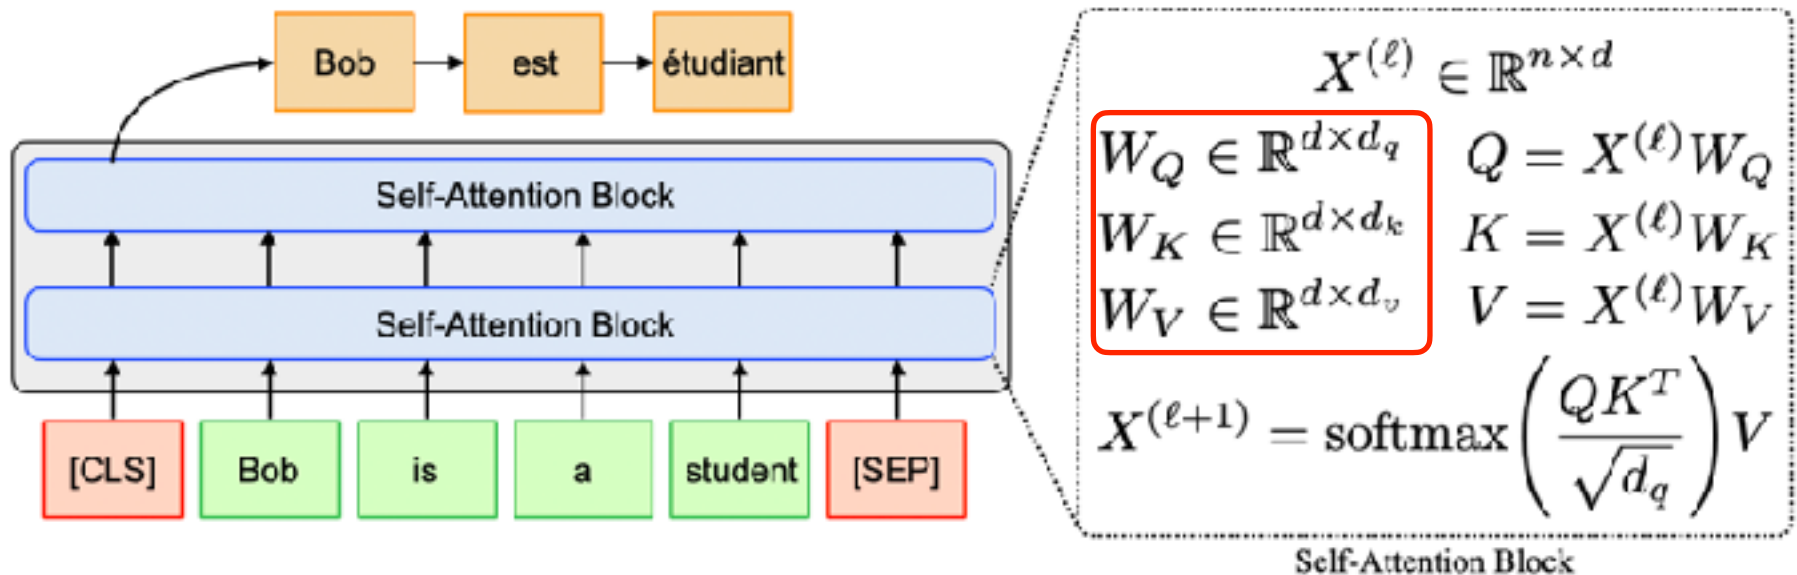 Bob est étudiant
Self-Attention Block
Self-Attention Block
[CLS] Bob is a student [SEP]
X^{(ℓ)} ∈ ℝ^{n×d}
W_Q ∈ ℝ^{d×d_q} Q = X^{(ℓ)}W_Q
W_K ∈ ℝ^{d×d_k} K = X^{(ℓ)}W_K
W_V ∈ ℝ^{d×d_v} V = X^{(ℓ)}W_V
X^{(ℓ+1)} = softmax(QK^T / √d_q) V
Self-Attention Block